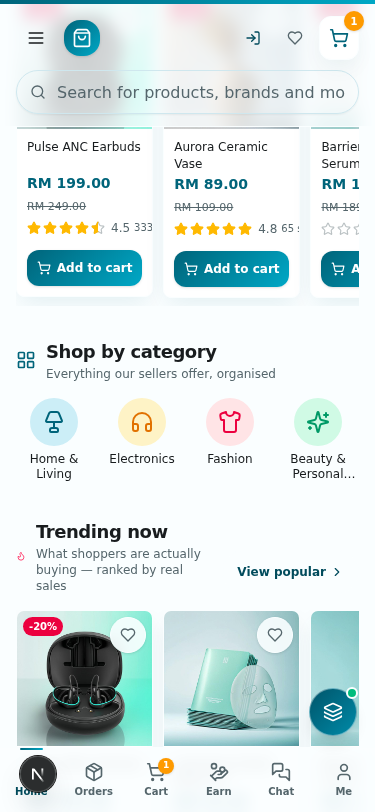 1
Search for products, brands and mo
Pulse ANC Earbuds
RM 199.00
RM 249.00
4.5 333
Add to cart
Aurora Ceramic
Vase
RM 89.00
RM 109.00
4.8 65
Add to cart
Barrier
Serum
RM 1
RM 189
A
Shop by category
Everything our sellers offer, organised
Home &
Living
Electronics
Fashion
Beauty &
Personal...
Trending now
What shoppers are actually
buying — ranked by real
sales
View popular
-20%
N
Home
Orders
1
Cart
Earn
Chat
Me